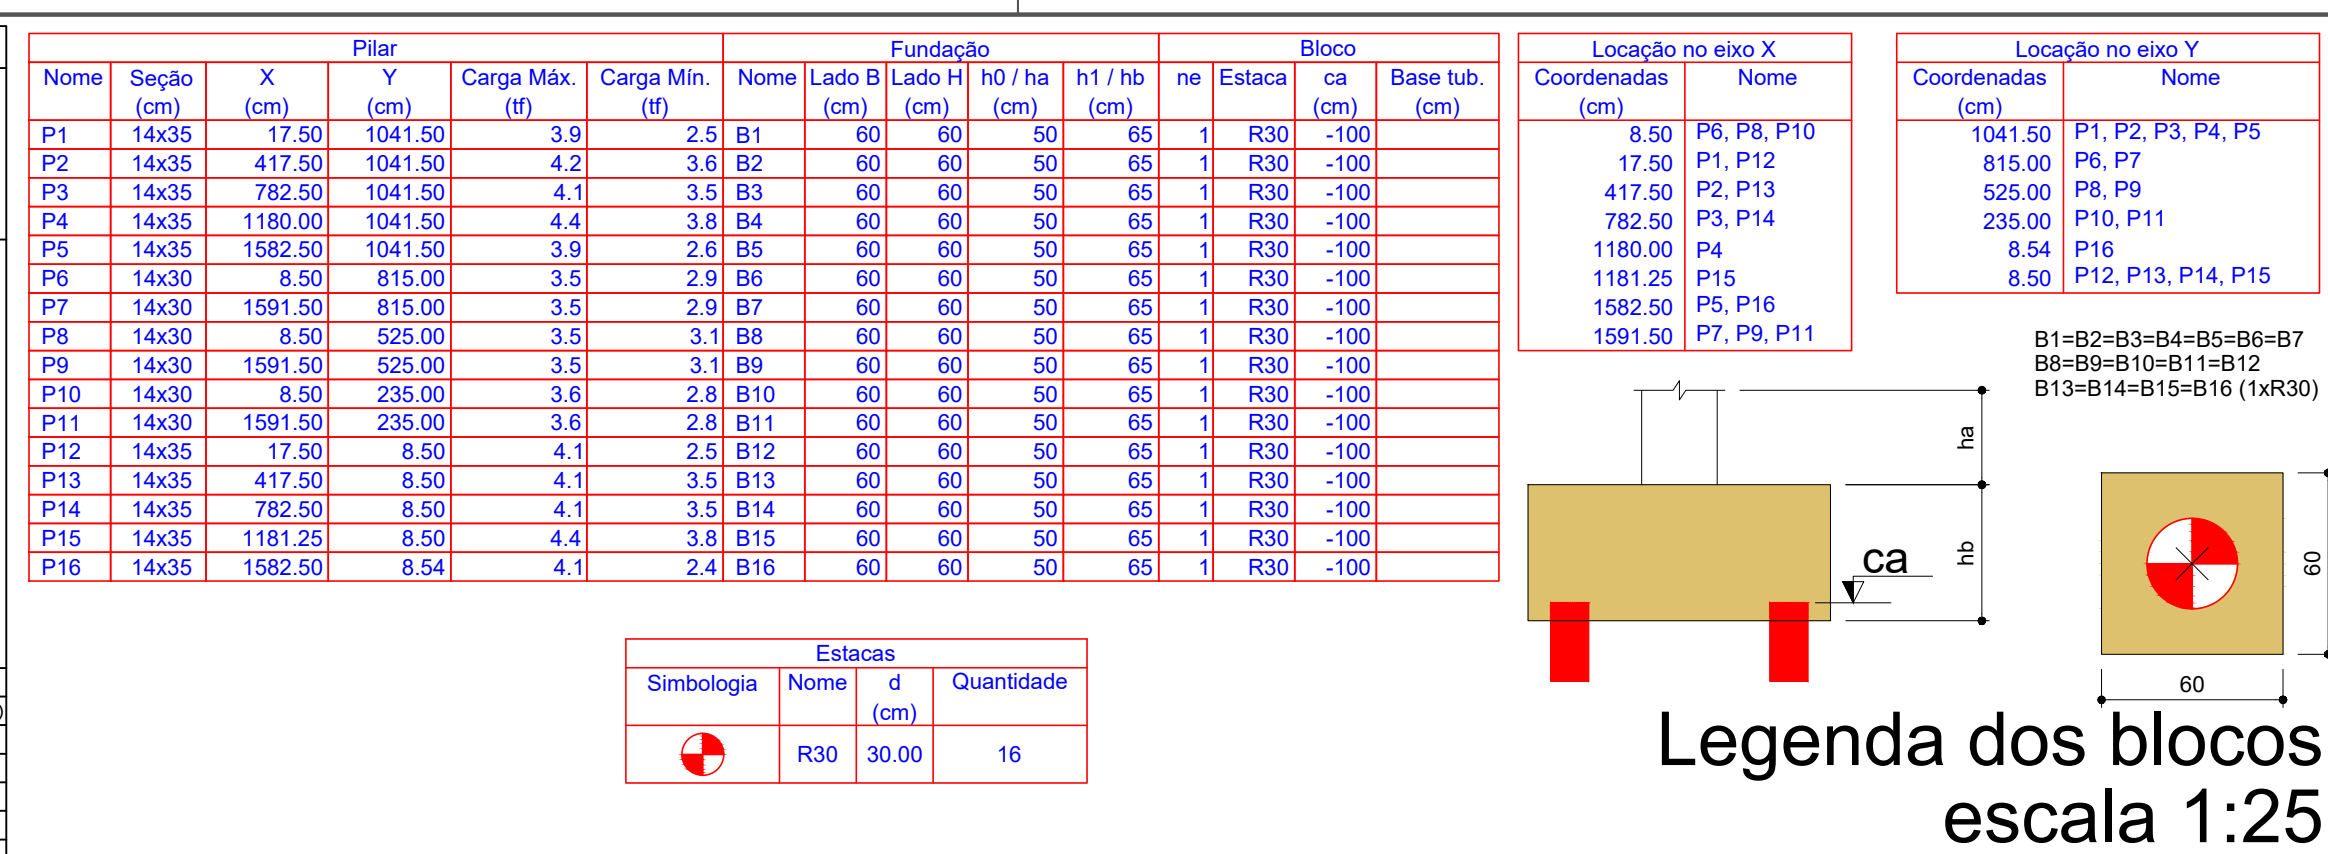 Pilar Fundação Bloco
Nome Seção X Y Carga Máx. Carga Mín. Nome Lado B Lado H h0 / ha h1 / hb ne Estaca ca Base tub.
(cm) (cm) (cm) (tf) (tf) (cm) (cm) (cm) (cm) (cm) (cm)
P1 14x35 17.50 1041.50 3.9 2.5 B1 60 60 50 65 1 R30 -100
P2 14x35 417.50 1041.50 4.2 3.6 B2 60 60 50 65 1 R30 -100
P3 14x35 782.50 1041.50 4.1 3.5 B3 60 60 50 65 1 R30 -100
P4 14x35 1180.00 1041.50 4.4 3.8 B4 60 60 50 65 1 R30 -100
P5 14x35 1582.50 1041.50 3.9 2.6 B5 60 60 50 65 1 R30 -100
P6 14x30 8.50 815.00 3.5 2.9 B6 60 60 50 65 1 R30 -100
P7 14x30 1591.50 815.00 3.5 2.9 B7 60 60 50 65 1 R30 -100
P8 14x30 8.50 525.00 3.5 3.1 B8 60 60 50 65 1 R30 -100
P9 14x30 1591.50 525.00 3.5 3.1 B9 60 60 50 65 1 R30 -100
P10 14x30 8.50 235.00 3.6 2.8 B10 60 60 50 65 1 R30 -100
P11 14x30 1591.50 235.00 3.6 2.8 B11 60 60 50 65 1 R30 -100
P12 14x35 17.50 8.50 4.1 2.5 B12 60 60 50 65 1 R30 -100
P13 14x35 417.50 8.50 4.1 3.5 B13 60 60 50 65 1 R30 -100
P14 14x35 782.50 8.50 4.1 3.5 B14 60 60 50 65 1 R30 -100
P15 14x35 1181.25 8.50 4.4 3.8 B15 60 60 50 65 1 R30 -100
P16 14x35 1582.50 8.54 4.1 2.4 B16 60 60 50 65 1 R30 -100
Locação no eixo X
Coordenadas Nome
(cm)
8.50 P6, P8, P10
17.50 P1, P12
417.50 P2, P13
782.50 P3, P14
1180.00 P4
1181.25 P15
1582.50 P5, P16
1591.50 P7, P9, P11
Locação no eixo Y
Coordenadas Nome
(cm)
1041.50 P1, P2, P3, P4, P5
815.00 P6, P7
525.00 P8, P9
235.00 P10, P11
8.54 P16
8.50 P12, P13, P14, P15
B1=B2=B3=B4=B5=B6=B7
B8=B9=B10=B11=B12
B13=B14=B15=B16 (1xR30)
ha
hb
ca
60
60
Estacas
Simbologia Nome d Quantidade
(cm)
R30 30.00 16
Legenda dos blocos
escala 1:25